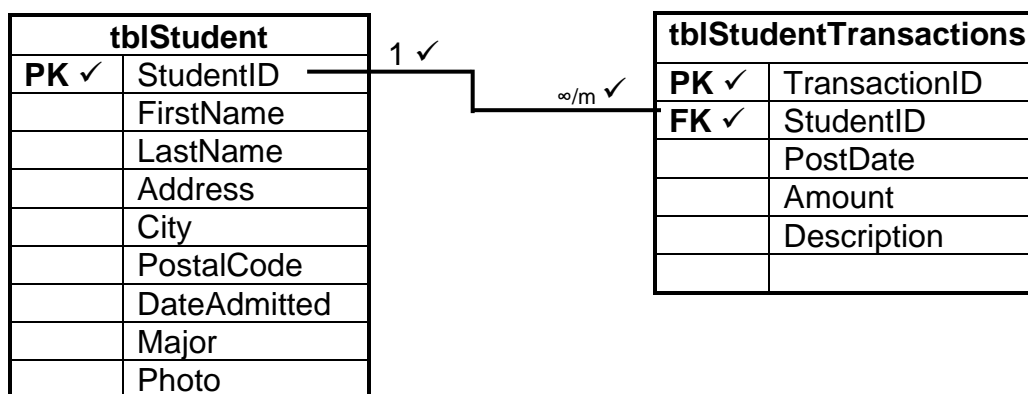 tblStudent
PK ✓ StudentID
FirstName
LastName
Address
City
PostalCode
DateAdmitted
Major
Photo
1 ✓
∞/m ✓
tblStudentTransactions
PK ✓ TransactionID
FK ✓ StudentID
PostDate
Amount
Description